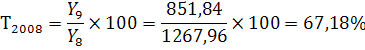 T₂₀₀₈ = Y₉/Y₈ × 100 = 851,84/1267,96 × 100 = 67,18%